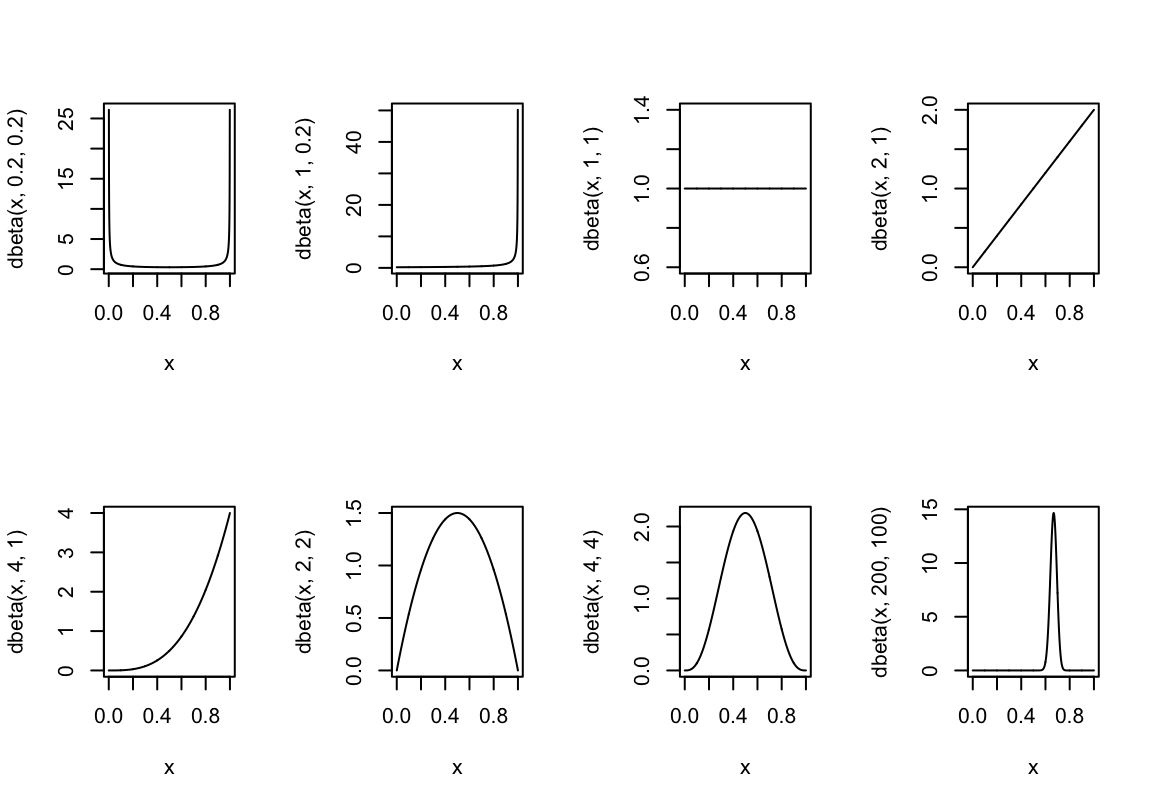 dbeta(x, 0.2, 0.2)
0 5 15 25
0.0 0.4 0.8
x
dbeta(x, 1, 0.2)
0 20 40
0.0 0.4 0.8
x
dbeta(x, 1, 1)
0.6 1.0 1.4
0.0 0.4 0.8
x
dbeta(x, 2, 1)
0.0 1.0 2.0
0.0 0.4 0.8
x
dbeta(x, 4, 1)
0 1 2 3 4
0.0 0.4 0.8
x
dbeta(x, 2, 2)
0.0 0.5 1.0 1.5
0.0 0.4 0.8
x
dbeta(x, 4, 4)
0.0 1.0 2.0
0.0 0.4 0.8
x
dbeta(x, 200, 100)
0 5 10 15
0.0 0.4 0.8
x